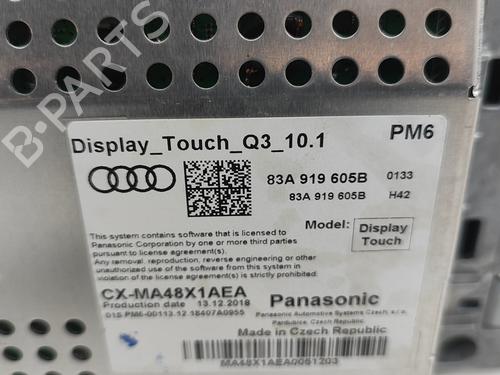 Display_Touch_Q3_10.1 PM6
83A 919 605B 0133
83A 919 605B H42
This system contains software that is licensed to
Panasonic Corporation by one or more third parties
pursuant to license agreement(s).
Any removal, reproduction, reverse engineering or other
unauthorized use of the software in this system
in violation of the license agreement(s) is strictly prohibited.
Model: Display Touch
CX-MA48X1AEA
Production date 13.12.2018
Panasonic
Panasonic Automotive Systems Czech, s.r.o.
Pardubice, Czech Republic
Made in Czech Republic
MA48X1AEA0051203
B-PARTS